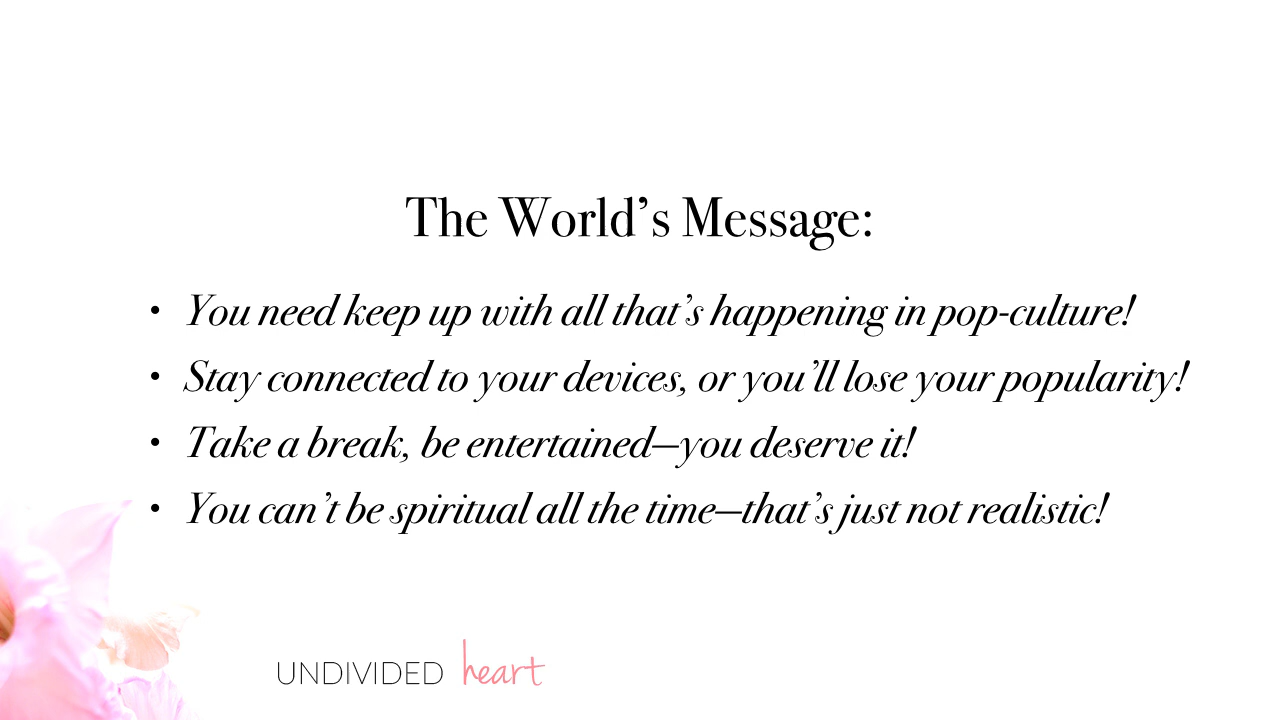 The World’s Message:
• You need keep up with all that’s happening in pop-culture!
• Stay connected to your devices, or you’ll lose your popularity!
• Take a break, be entertained—you deserve it!
• You can’t be spiritual all the time—that’s just not realistic!
UNDIVIDED heart